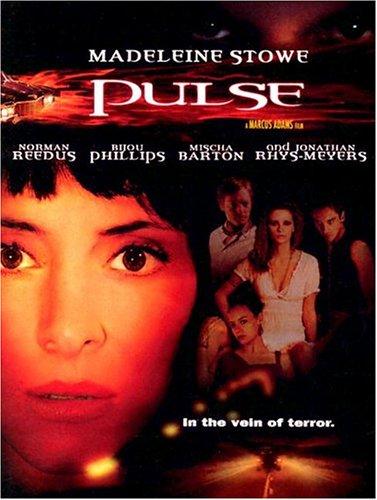 MADELEINE STOWE
PULSE
A MARCUS ADAMS FILM
NORMAN REEDUS BIJOU PHILLIPS MISCHA BARTON and JONATHAN RHYS-MEYERS
In the vein of terror.